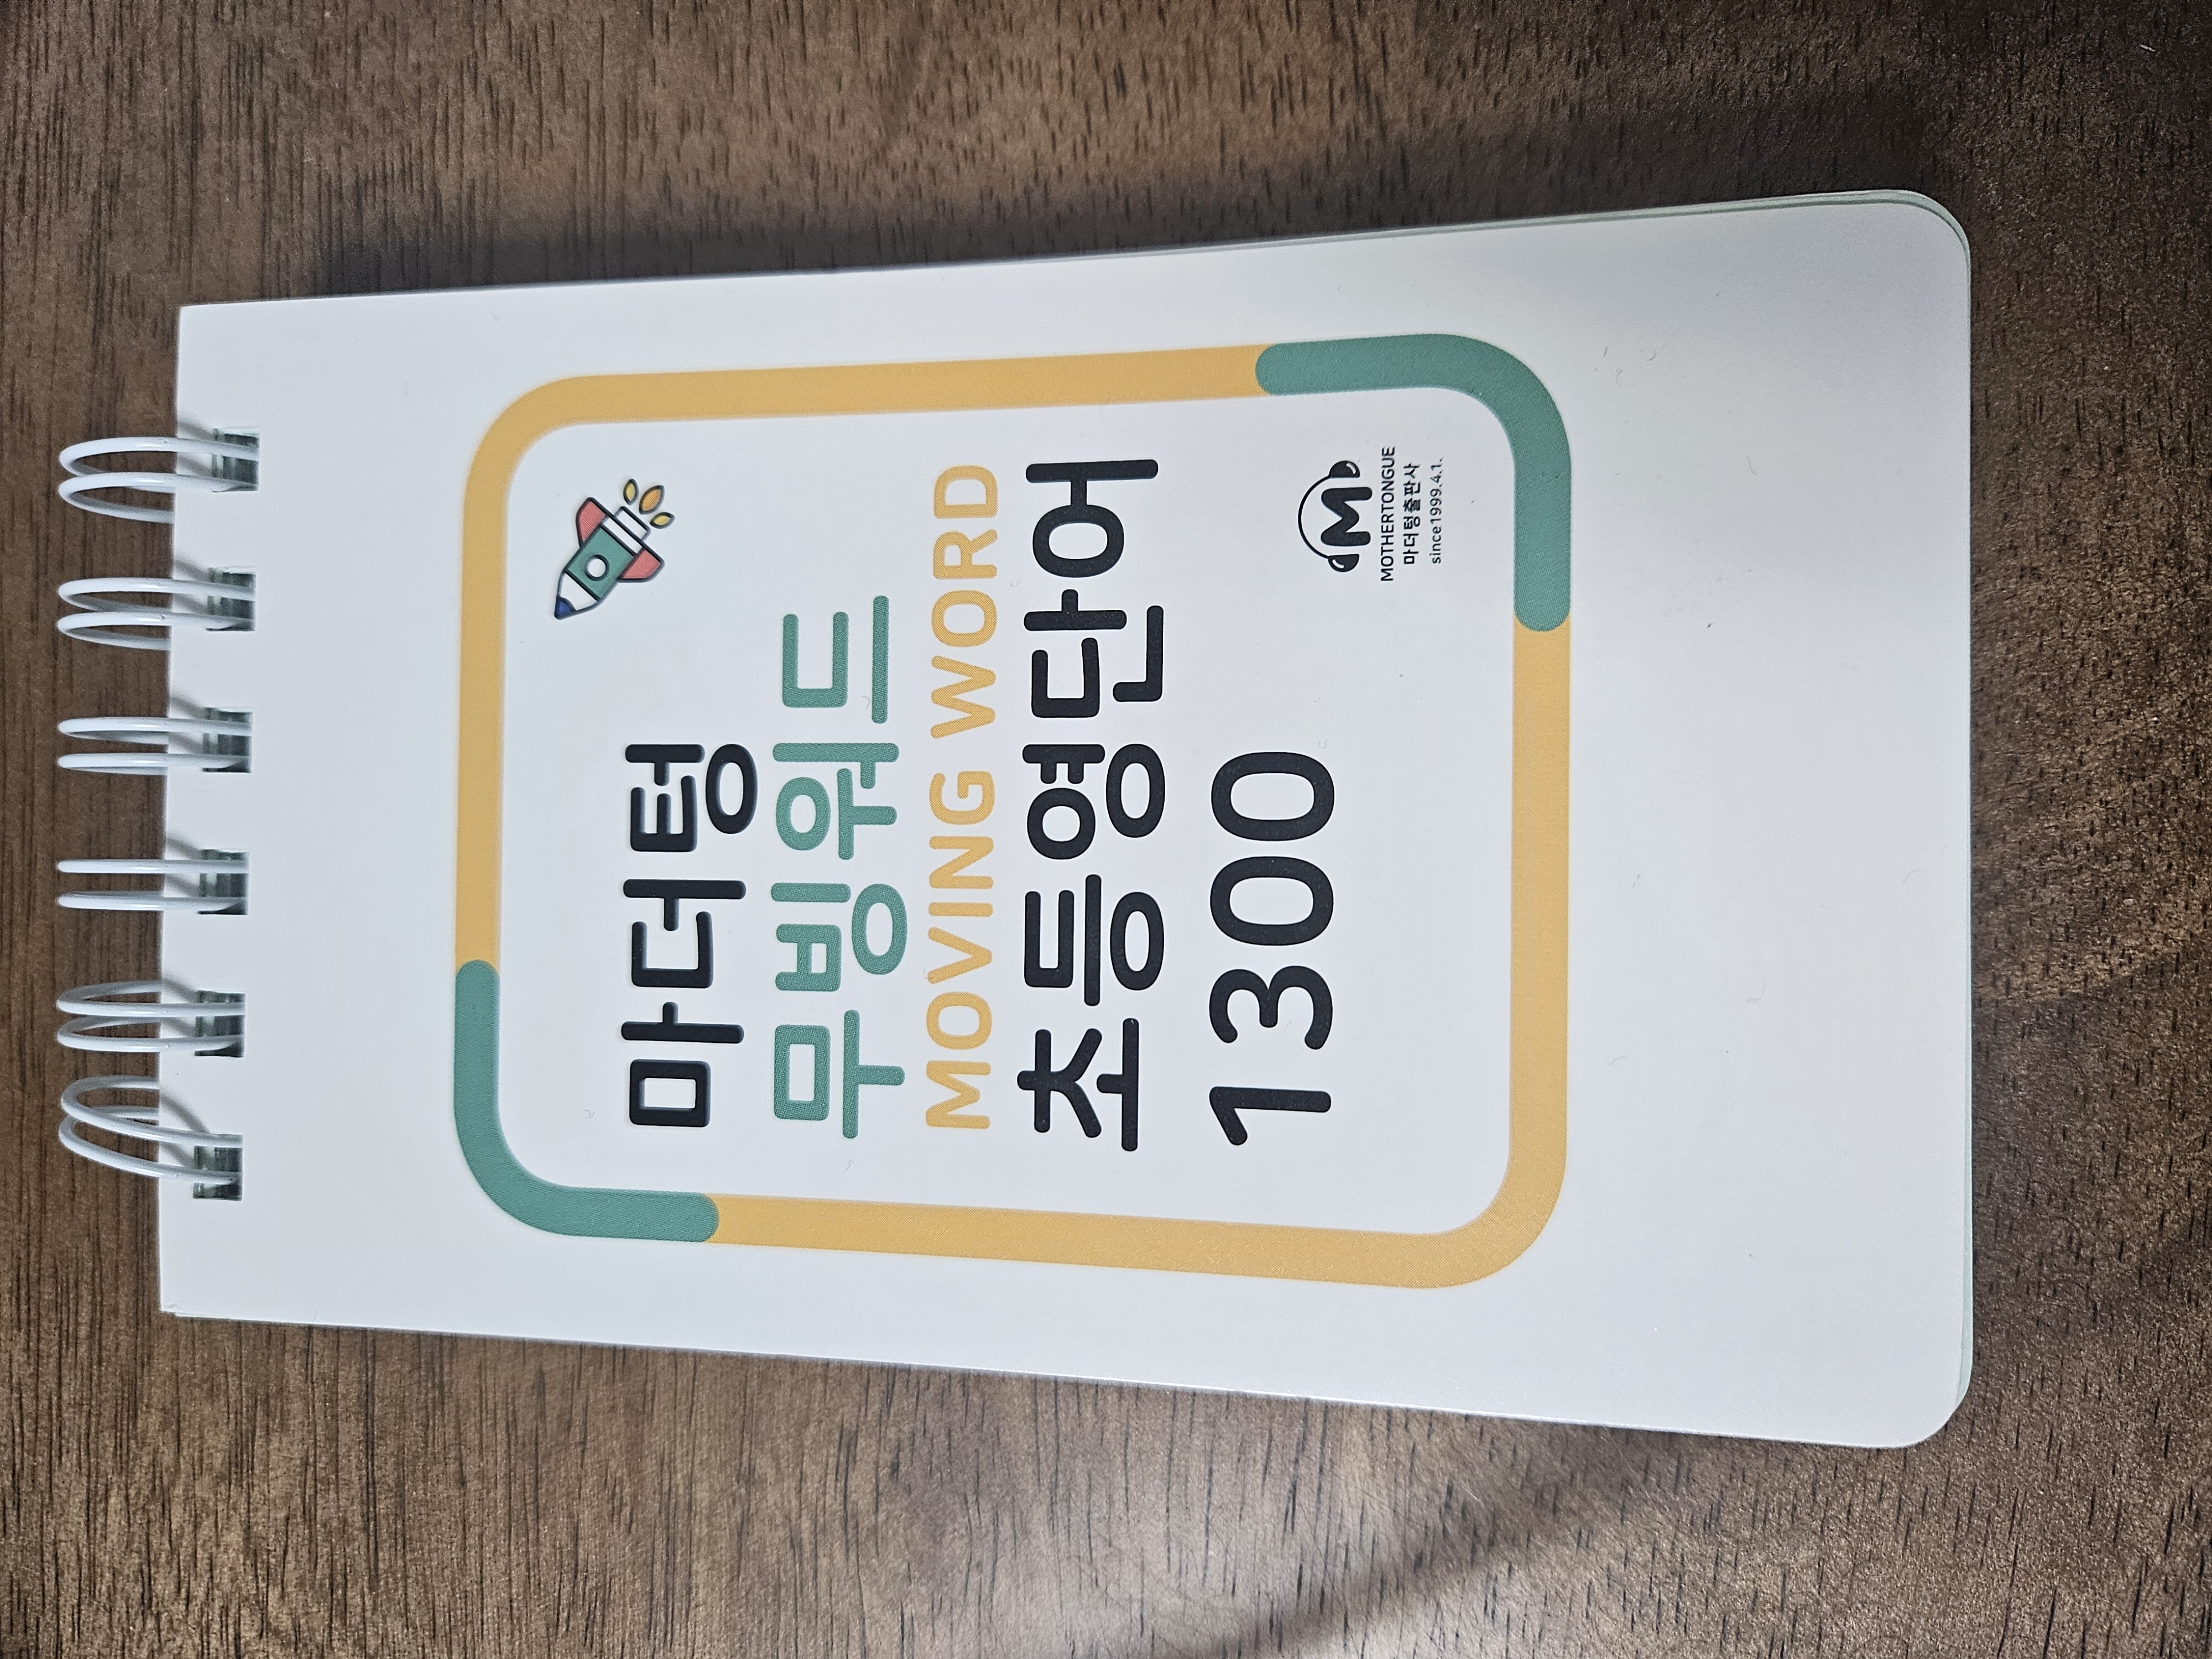 마더텅
무빙워드
MOVING WORD
초등영단어
1300
M
MOTHERTONGUE
마더텅출판사
since1999.4.1.